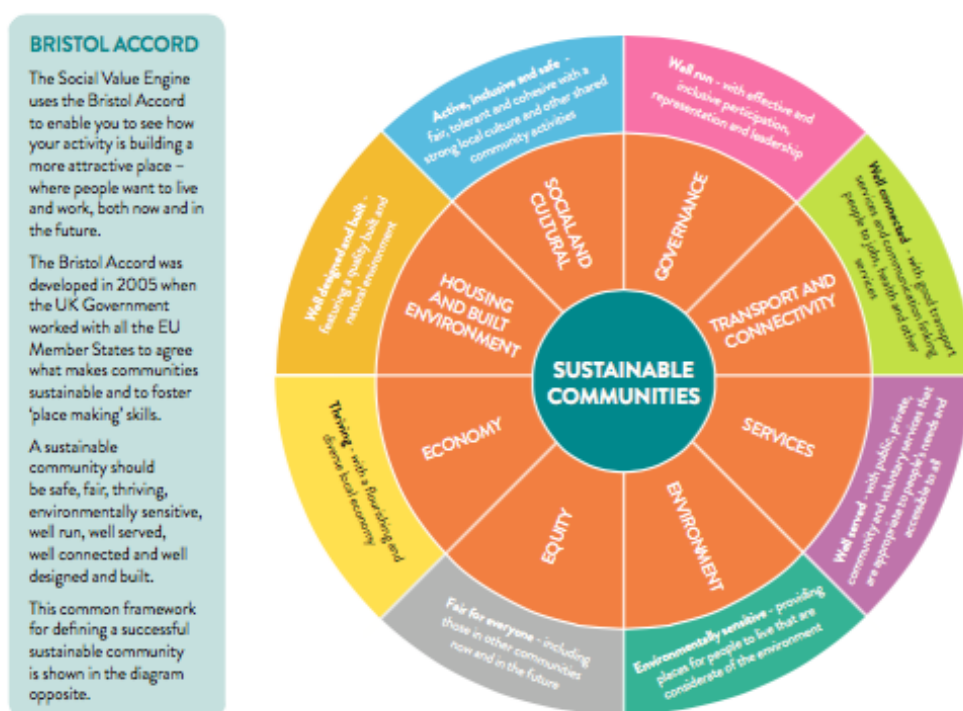 BRISTOL ACCORD
The Social Value Engine
uses the Bristol Accord
to enable you to see how
your activity is building a
more attractive place –
where people want to live
and work, both now and in
the future.
The Bristol Accord was
developed in 2005 when
the UK Government
worked with all the EU
Member States to agree
what makes communities
sustainable and to foster
‘place making’ skills.
A sustainable
community should
be safe, fair, thriving,
environmentally sensitive,
well run, well served,
well connected and well
designed and built.
This common framework
for defining a successful
sustainable community
is shown in the diagram
opposite.
Active, inclusive and safe -
fair, tolerant and cohesive with a
strong local culture and other shared
community activities
Well run - with effective and
inclusive participation,
representation and leadership
Well connected - with good transport
services and communication linking
people to jobs, health and other
services
Well served - with public, private,
community and voluntary services that
are appropriate to people's needs and
accessible to all
Environmentally sensitive - providing
places for people to live that are
considerate of the environment
Fair for everyone - including
those in other communities
now and in the future
Thriving - with a flourishing and
diverse local economy
Well designed and built -
featuring a quality built and
natural environment
SOCIAL AND
CULTURAL
GOVERNANCE
TRANSPORT AND
CONNECTIVITY
SERVICES
ENVIRONMENT
EQUITY
ECONOMY
HOUSING
AND BUILT
ENVIRONMENT
SUSTAINABLE
COMMUNITIES